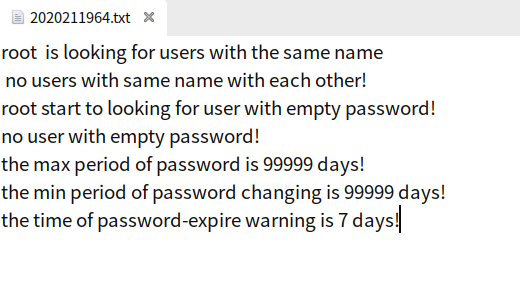 2020211964.txt
root  is looking for users with the same name
 no users with same name with each other!
root start to looking for user with empty password!
no user with empty password!
the max period of password is 99999 days!
the min period of password changing is 99999 days!
the time of password-expire warning is 7 days!